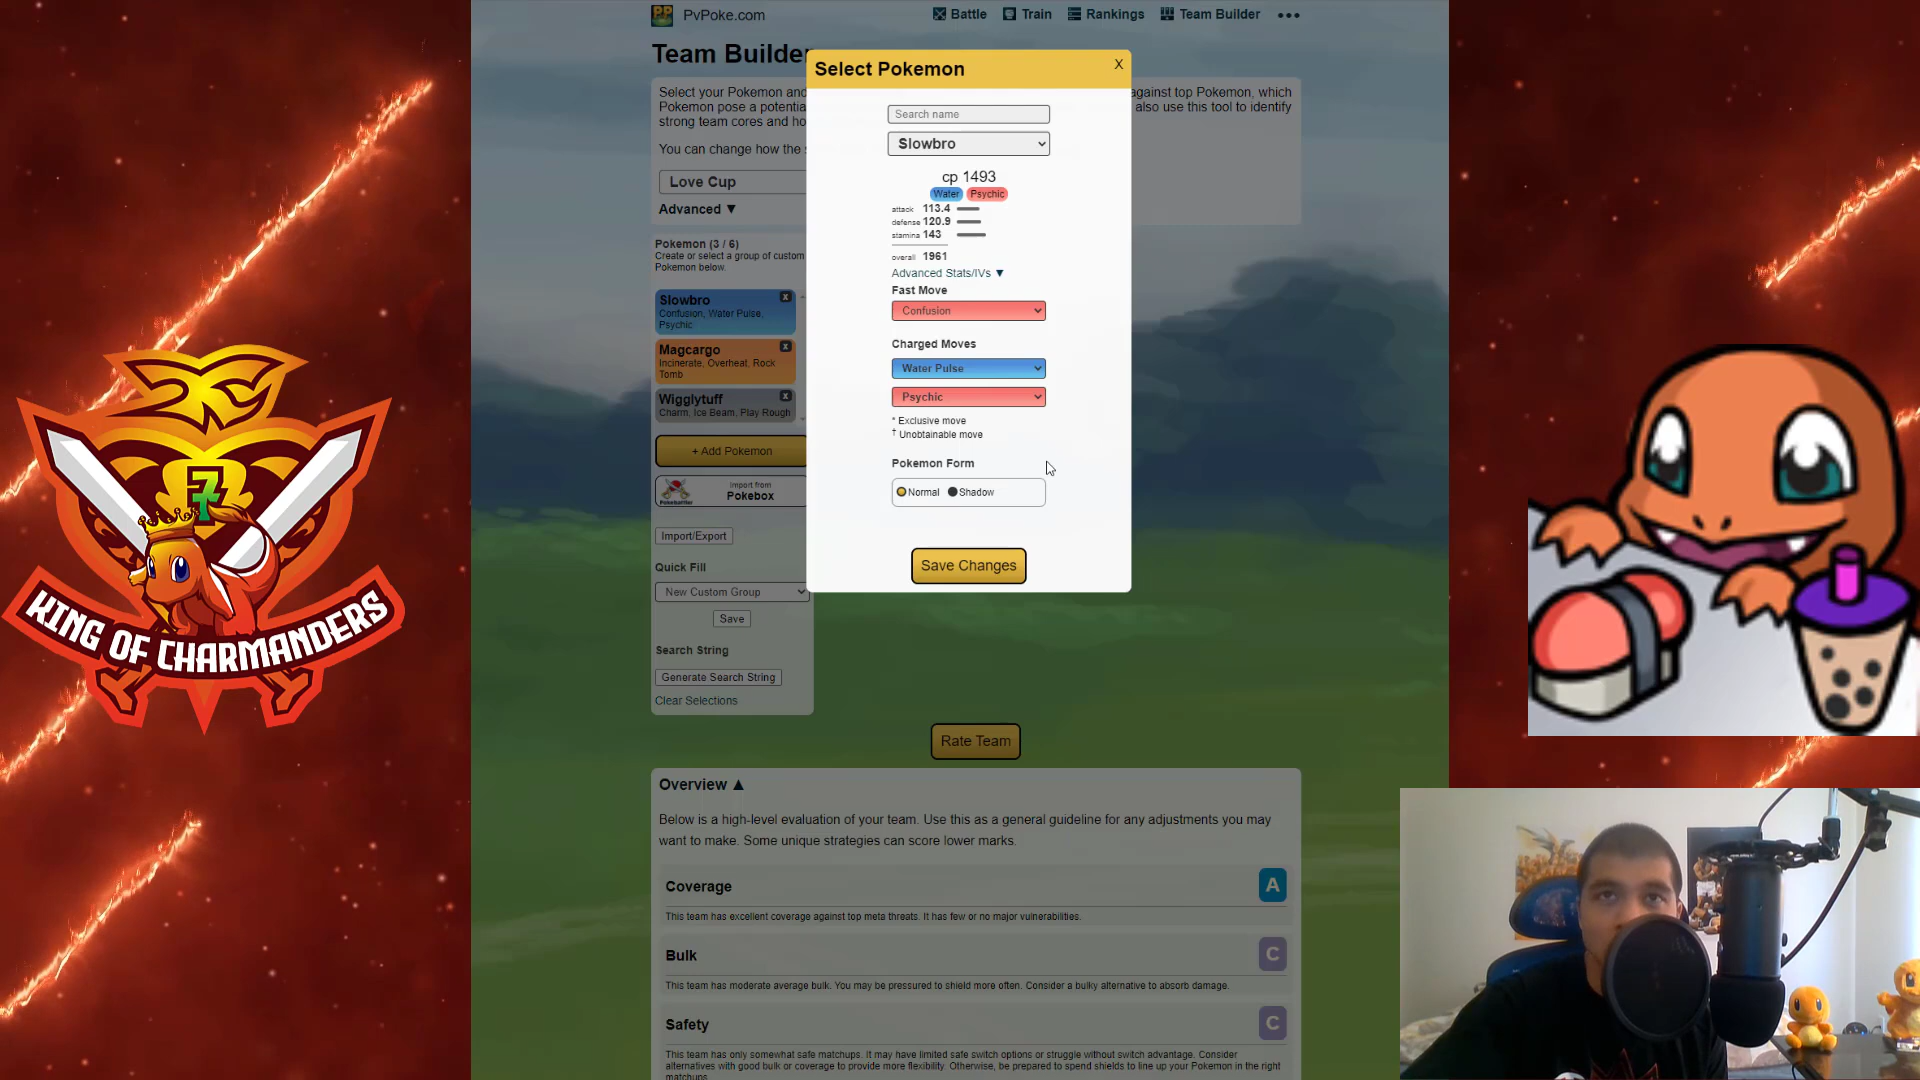 PvPoke.com
Battle
Train
Rankings
Team Builder
Team Builder
Select your Pokemon and
against top Pokemon, which
Pokemon pose a potentia
also use this tool to identify
strong team cores and ho
You can change how the s
Love Cup
Advanced ▼
Pokemon (3 / 6)
Create or select a group of custom
Pokemon below.
Slowbro
Confusion, Water Pulse,
Psychic
X
Magcargo
Incinerate, Overheat, Rock
Tomb
X
Wigglytuff
Charm, Ice Beam, Play Rough
X
+ Add Pokemon
Import from
Pokebox
Import/Export
Quick Fill
New Custom Group
Save
Search String
Generate Search String
Clear Selections
Select Pokemon
X
Search name
Slowbro
cp 1493
Water
Psychic
attack 113.4
defense 120.9
stamina 143
overall 1961
Advanced Stats/IVs ▼
Fast Move
Confusion
Charged Moves
Water Pulse
Psychic
* Exclusive move
† Unobtainable move
Pokemon Form
Normal
Shadow
Save Changes
Rate Team
Overview ▲
Below is a high-level evaluation of your team. Use this as a general guideline for any adjustments you may
want to make. Some unique strategies can score lower marks.
Coverage
A
This team has excellent coverage against top meta threats. It has few or no major vulnerabilities.
Bulk
C
This team has moderate average bulk. You may be pressured to shield more often. Consider a bulky alternative to absorb damage.
Safety
C
This team has only somewhat safe matchups. It may have limited safe switch options or struggle without switch advantage. Consider
alternatives with good bulk or coverage to provide more flexibility. Otherwise, be prepared to spend shields to line up your Pokemon in the right
matchups.
7
KING OF CHARMANDERS